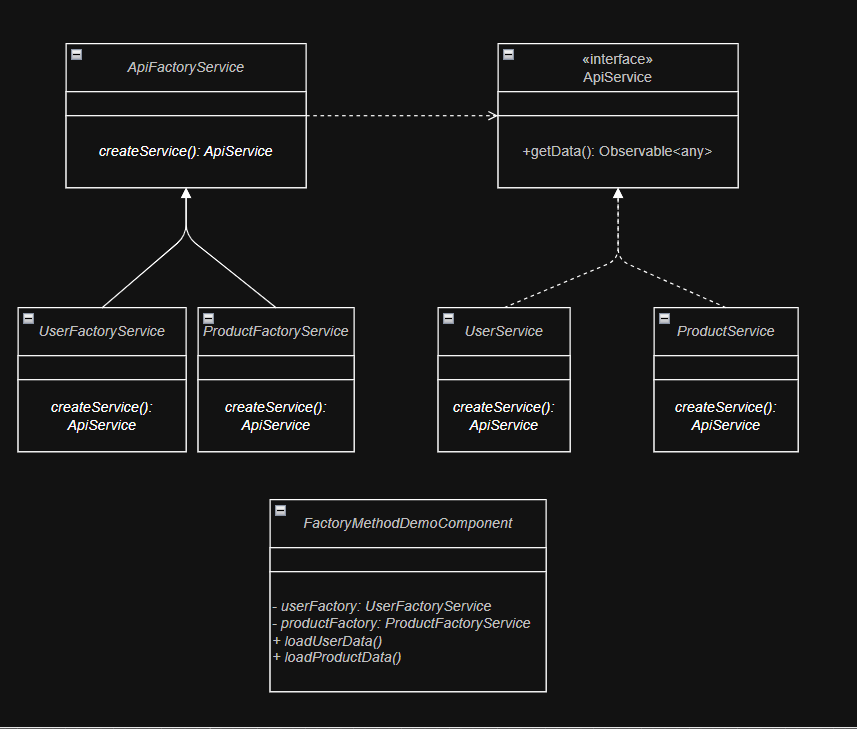 ApiFactoryService
createService(): ApiService
«interface»
ApiService
+getData(): Observable<any>
UserFactoryService
createService():
ApiService
ProductFactoryService
createService():
ApiService
UserService
createService():
ApiService
ProductService
createService():
ApiService
FactoryMethodDemoComponent
- userFactory: UserFactoryService
- productFactory: ProductFactoryService
+ loadUserData()
+ loadProductData()